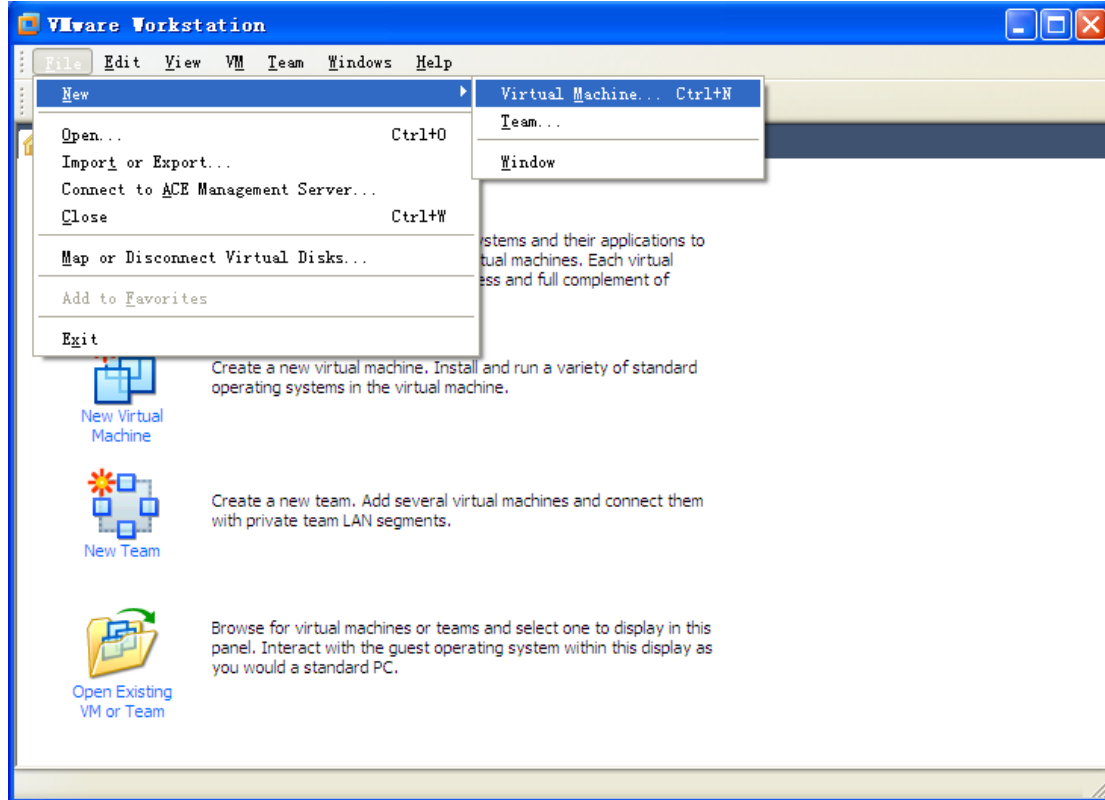 VMware Workstation
File Edit View VM Team Windows Help
New
Virtual Machine... Ctrl+N
Team...
Window
Open... Ctrl+O
Import or Export...
Connect to ACE Management Server...
Close Ctrl+W
Map or Disconnect Virtual Disks...
Add to Favorites
Exit
ystems and their applications to
tual machines. Each virtual
ess and full complement of
New Virtual
Machine
Create a new virtual machine. Install and run a variety of standard
operating systems in the virtual machine.
New Team
Create a new team. Add several virtual machines and connect them
with private team LAN segments.
Open Existing
VM or Team
Browse for virtual machines or teams and select one to display in this
panel. Interact with the guest operating system within this display as
you would a standard PC.